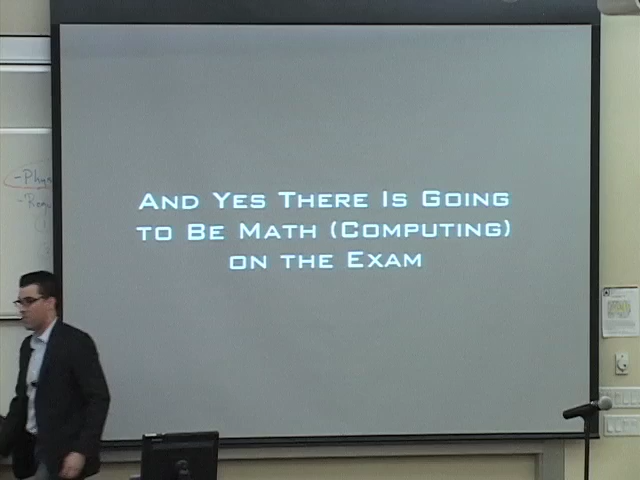 And Yes There Is Going
to Be Math (Computing)
on the Exam